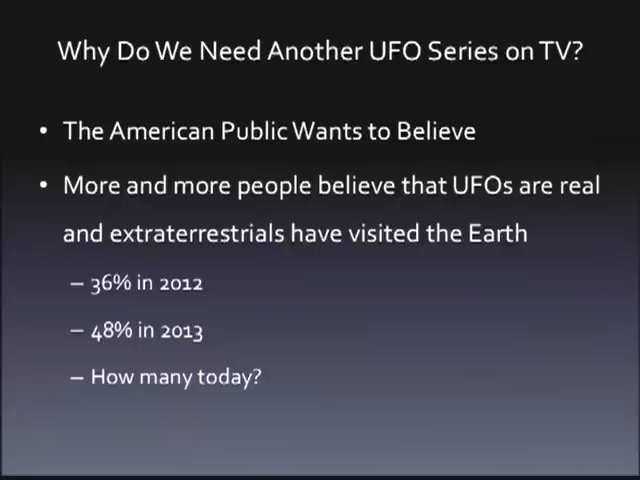 Why Do We Need Another UFO Series on TV?
• The American Public Wants to Believe
• More and more people believe that UFOs are real
and extraterrestrials have visited the Earth
– 36% in 2012
– 48% in 2013
– How many today?